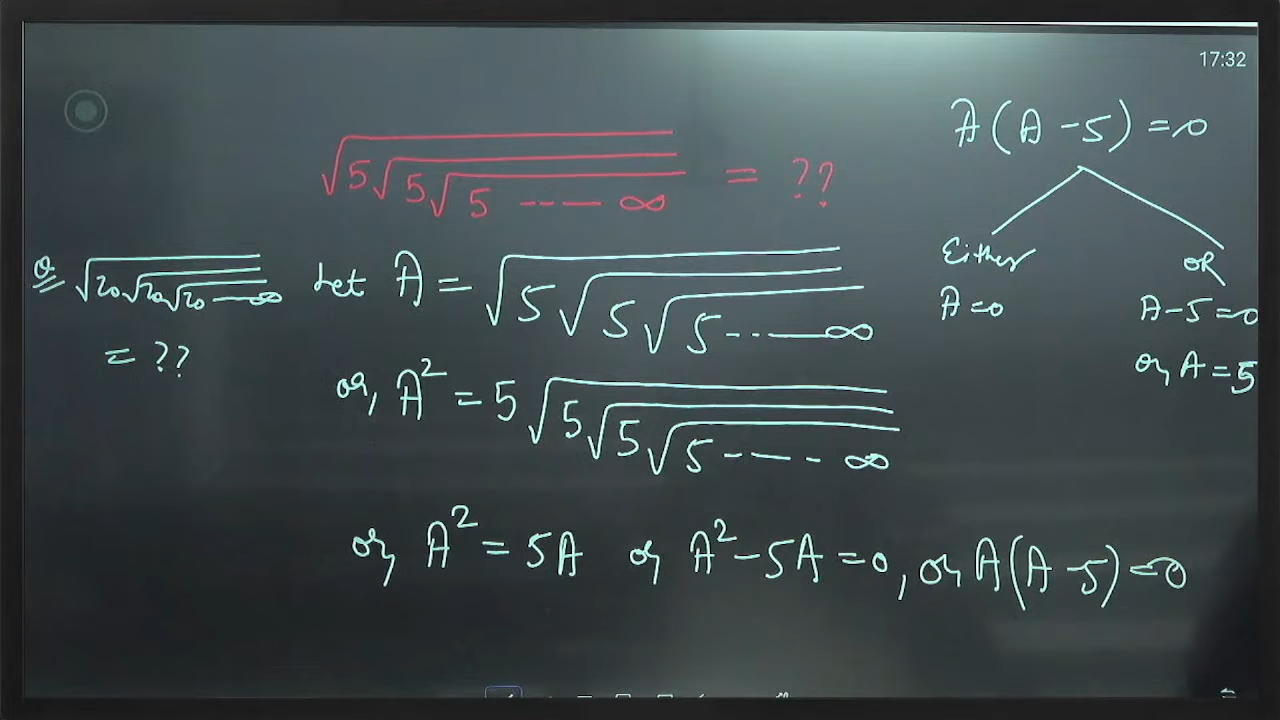 17:32
√5√5√5 ----- ∞ = ??
Q √20√20√20 ---- ∞
= ??
Let A = √5√5√5 ------ ∞
or, A² = 5√5√5√5 ------ ∞
or, A² = 5A or A² - 5A = 0, or A(A - 5) = 0
A(A - 5) = 0
Either
A = 0
OR
A - 5 = 0
or, A = 5